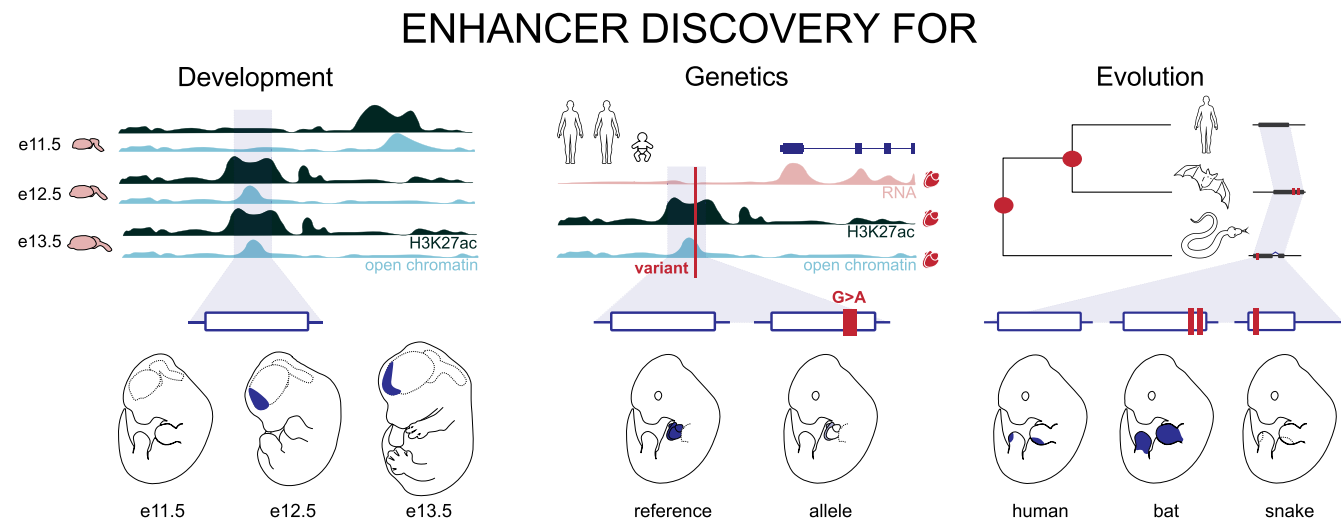 ENHANCER DISCOVERY FOR
Development
e11.5
e12.5
e13.5
H3K27ac
open chromatin
e11.5
e12.5
e13.5
Genetics
RNA
H3K27ac
open chromatin
variant
G>A
reference
allele
Evolution
human
bat
snake